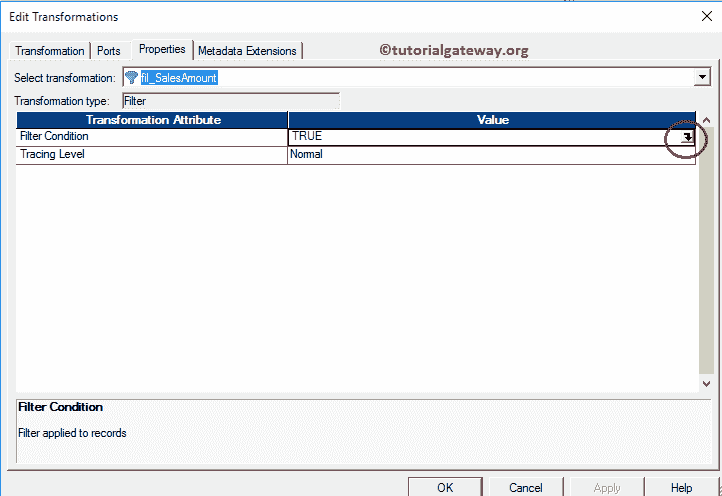 Edit Transformations
Transformation Ports Properties Metadata Extensions ©tutorialgateway.org
Select transformation: fil_SalesAmount
Transformation type: Filter
Transformation Attribute Value
Filter Condition TRUE
Tracing Level Normal
Filter Condition
Filter applied to records
OK Cancel Apply Help